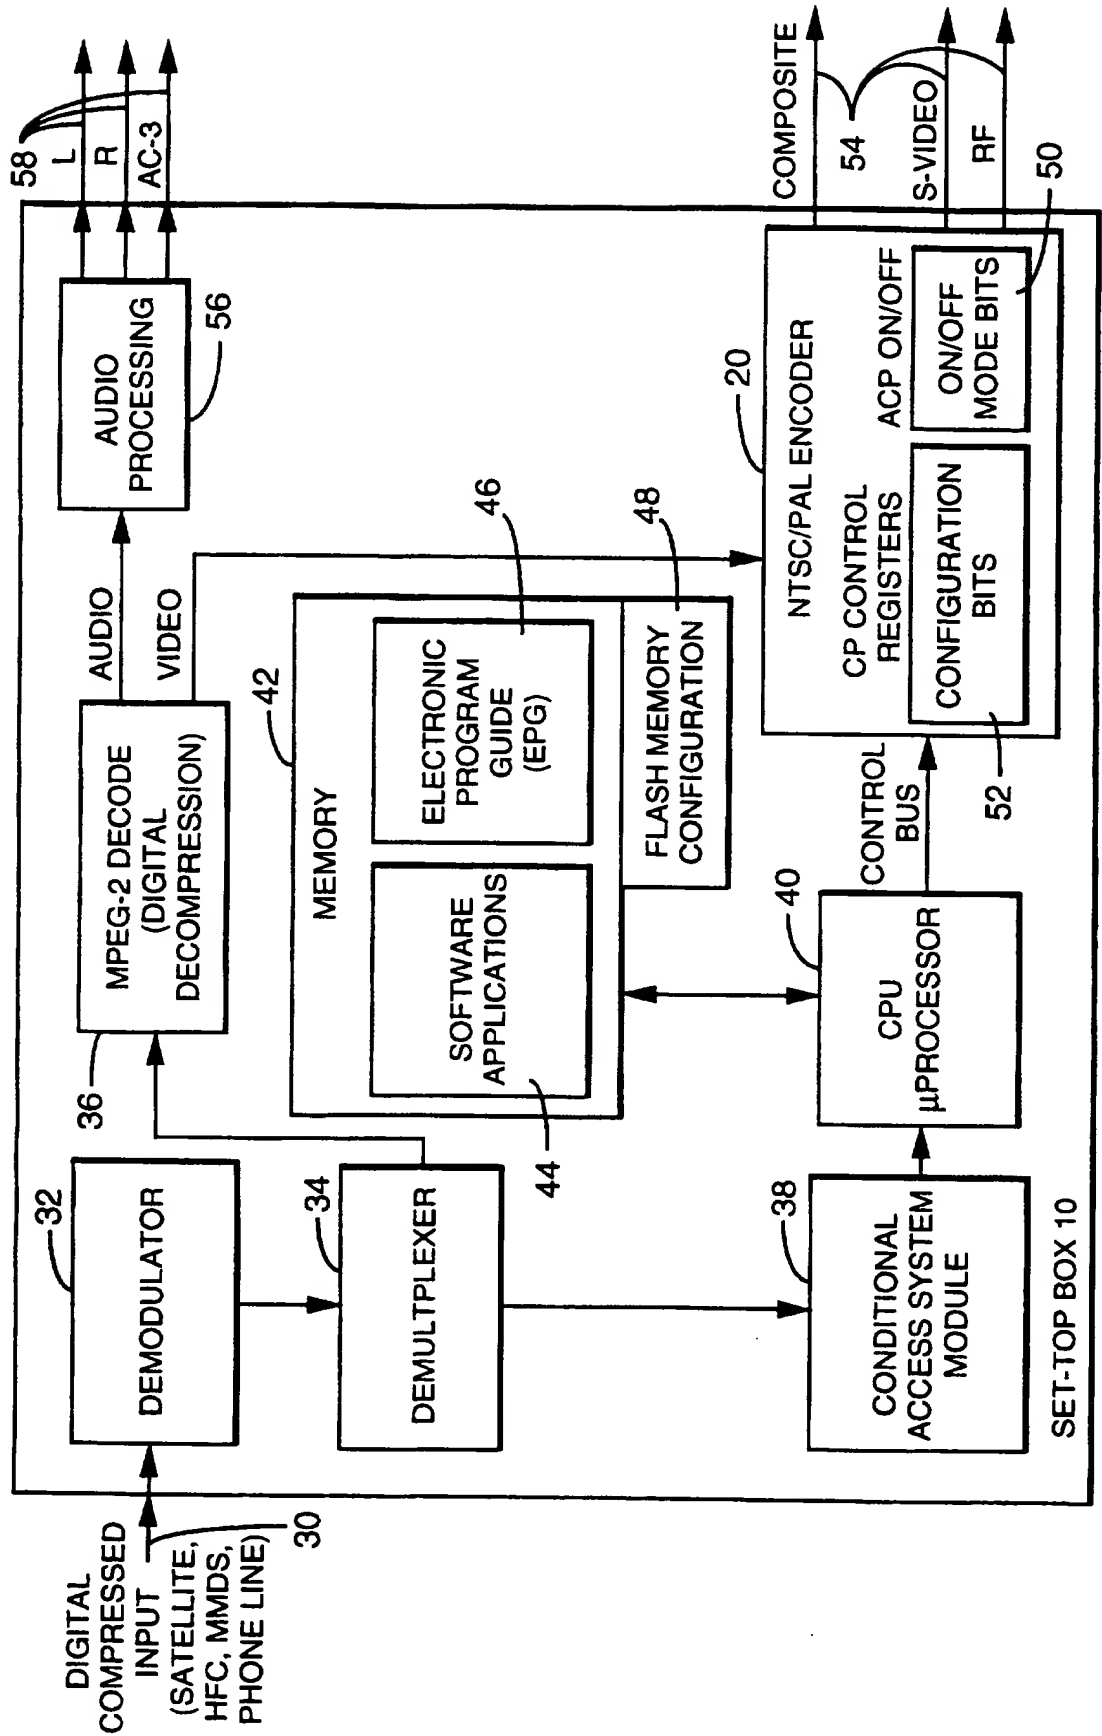 DIGITAL
COMPRESSED
INPUT
(SATELLITE,
HFC, MMDS,
PHONE LINE)
30
32
DEMODULATOR
34
DEMULTPLEXER
38
CONDITIONAL
ACCESS SYSTEM
MODULE
SET-TOP BOX 10
36
MPEG-2 DECODE
(DIGITAL
DECOMPRESSION)
AUDIO
VIDEO
42
MEMORY
SOFTWARE
APPLICATIONS
44
ELECTRONIC
PROGRAM
GUIDE
(EPG)
46
FLASH MEMORY
CONFIGURATION
48
40
CPU
µPROCESSOR
CONTROL
BUS
AUDIO
PROCESSING
56
58
L
R
AC-3
20
NTSC/PAL ENCODER
CP CONTROL
REGISTERS
ACP ON/OFF
CONFIGURATION
BITS
52
ON/OFF
MODE BITS
50
COMPOSITE
54
S-VIDEO
RF